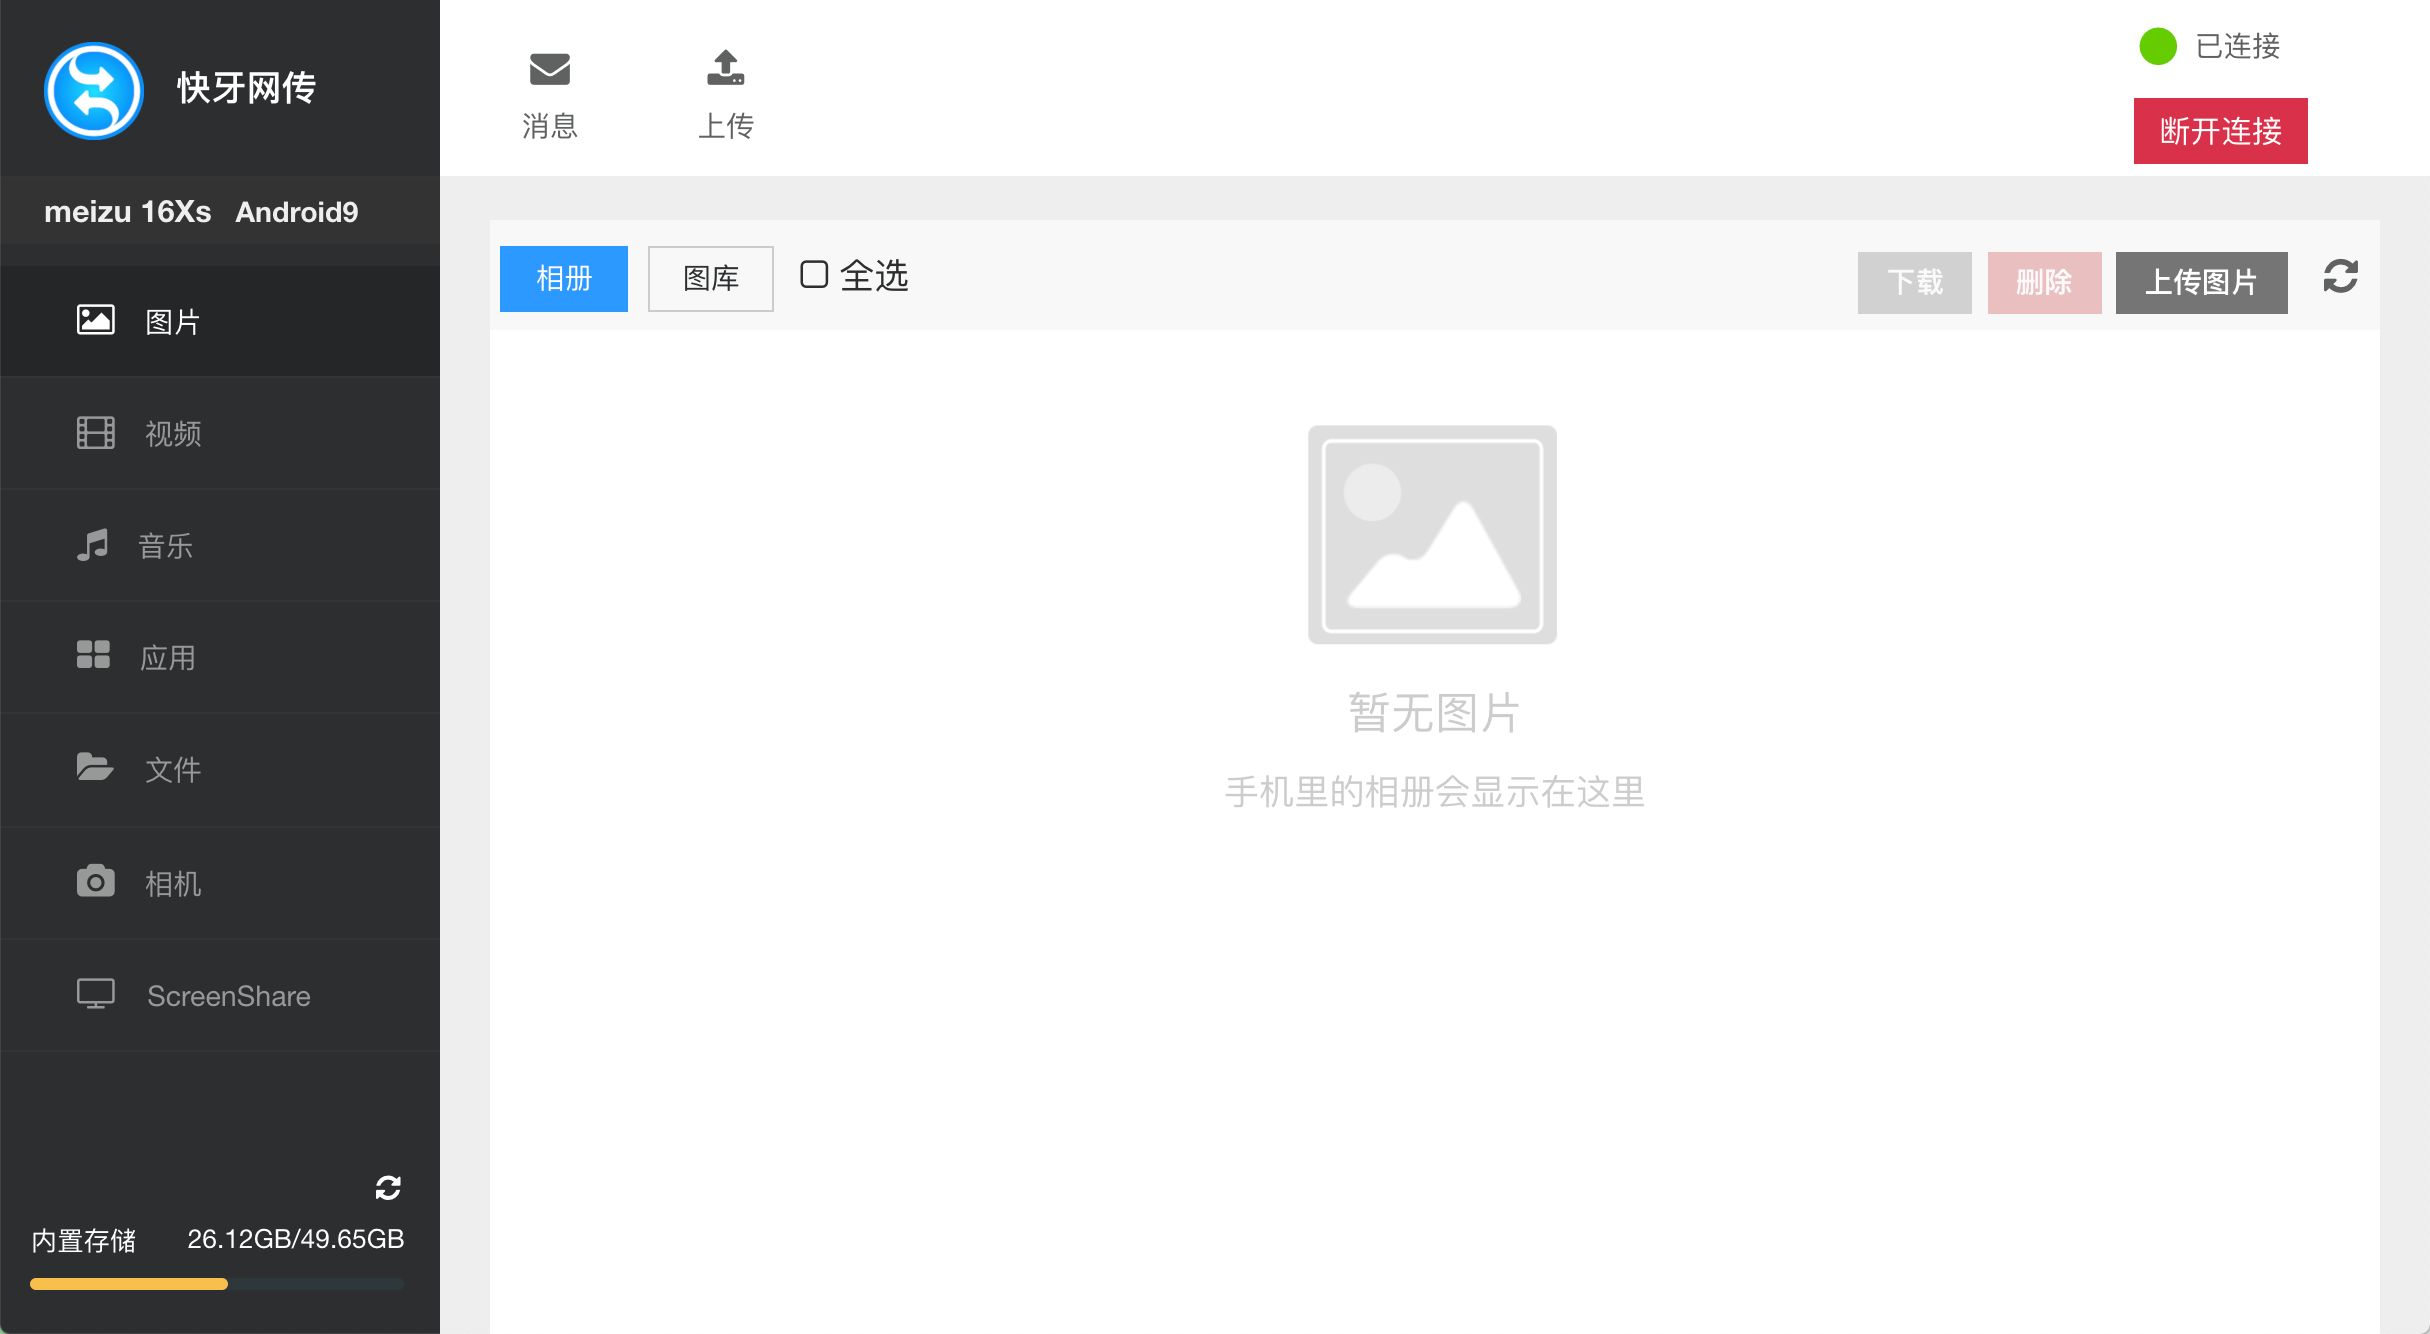 快牙网传
meizu 16Xs Android9
图片
视频
音乐
应用
文件
相机
ScreenShare
内置存储 26.12GB/49.65GB
消息
上传
已连接
断开连接
相册
图库
全选
下载
删除
上传图片
暂无图片
手机里的相册会显示在这里